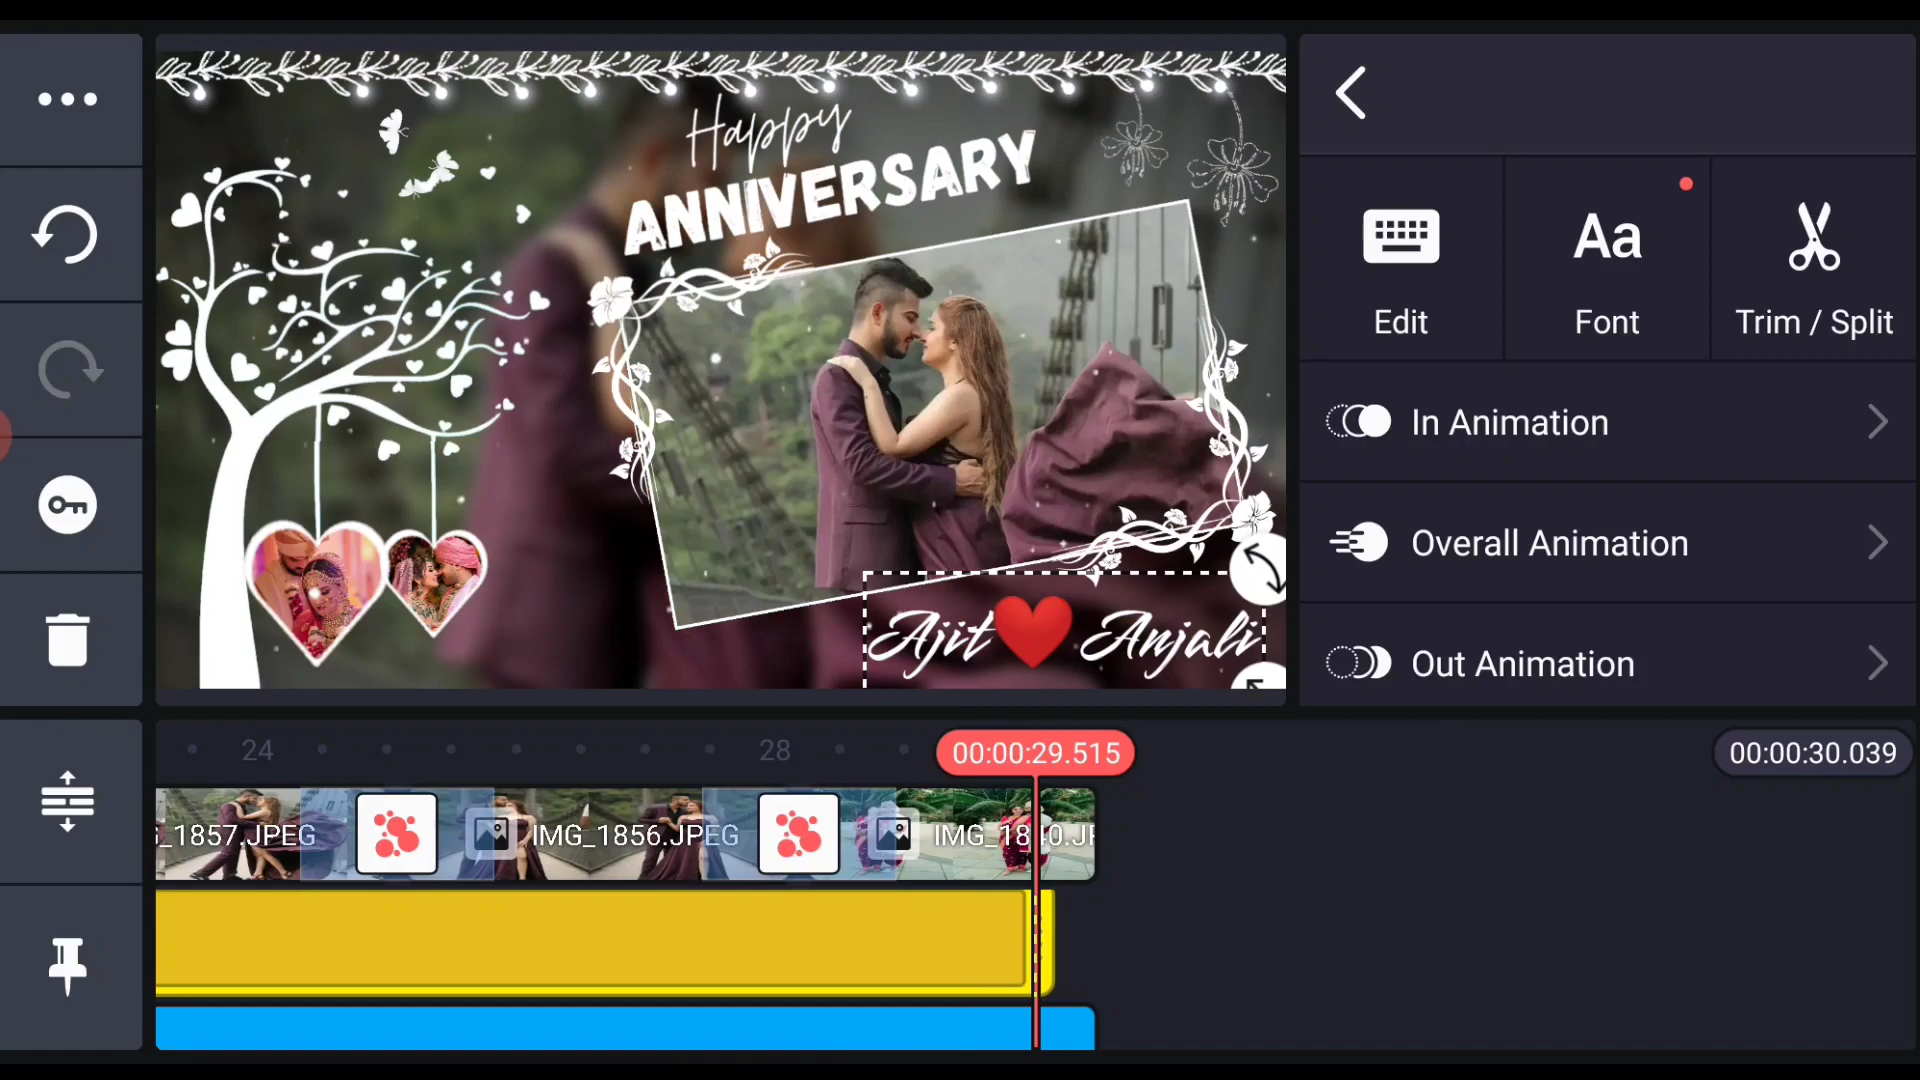 Happy
ANNIVERSARY
Ajit❤️ Anjali
Edit
Font
Trim / Split
In Animation
Overall Animation
Out Animation
24
28
00:00:29.515
00:00:30.039
_1857.JPEG
IMG_1856.JPEG